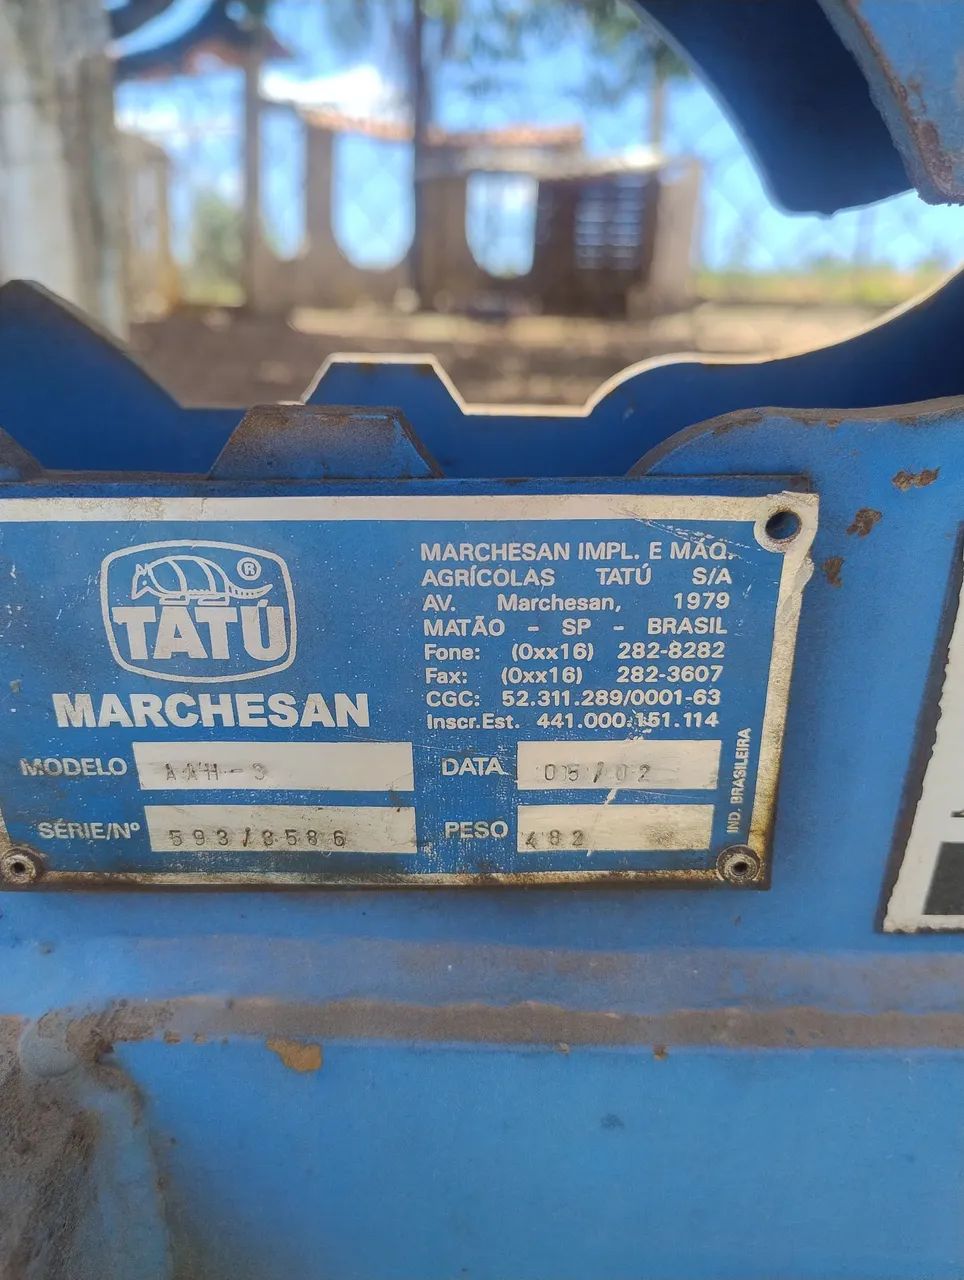 ®
TATÚ
MARCHESAN
MARCHESAN IMPL. E MÁQ.
AGRÍCOLAS TATÚ S/A
AV. Marchesan, 1979
MATÃO - SP - BRASIL
Fone: (0xx16) 282-8282
Fax: (0xx16) 282-3607
CGC: 52.311.289/0001-63
Inscr.Est. 441.000.151.114
MODELO AAH-3
DATA 05/02
SÉRIE/Nº 593/8586
PESO 482
IND. BRASILEIRA